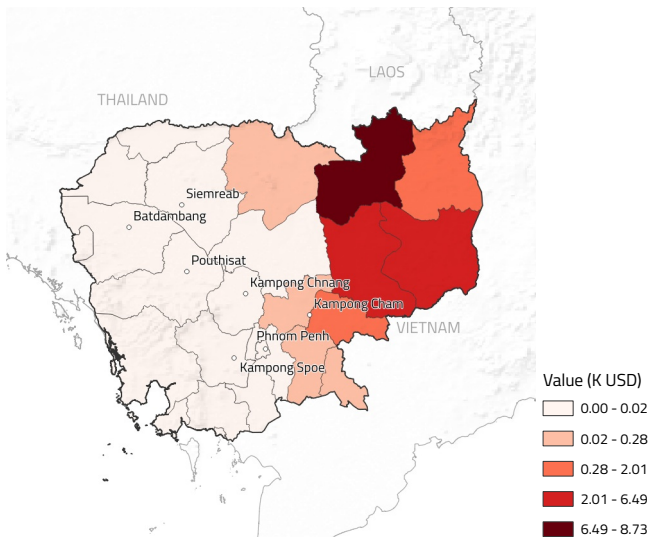 LAOS
THAILAND
Siemreab
Batdambang
Pouthisat
Kampong Chnang
Kampong Cham
VIETNAM
Phnom Penh
Kampong Spoe
Value (K USD)
0.00 - 0.02
0.02 - 0.28
0.28 - 2.01
2.01 - 6.49
6.49 - 8.73